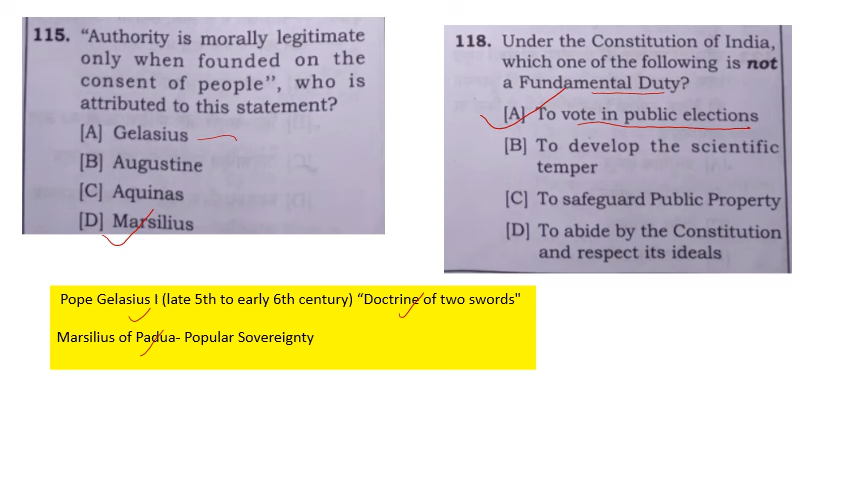 115. “Authority is morally legitimate
only when founded on the
consent of people”, who is
attributed to this statement?
[A] Gelasius
[B] Augustine
[C] Aquinas
[D] Marsilius
118. Under the Constitution of India,
which one of the following is not
a Fundamental Duty?
[A] To vote in public elections
[B] To develop the scientific
temper
[C] To safeguard Public Property
[D] To abide by the Constitution
and respect its ideals
Pope Gelasius I (late 5th to early 6th century) “Doctrine of two swords"
Marsilius of Padua- Popular Sovereignty